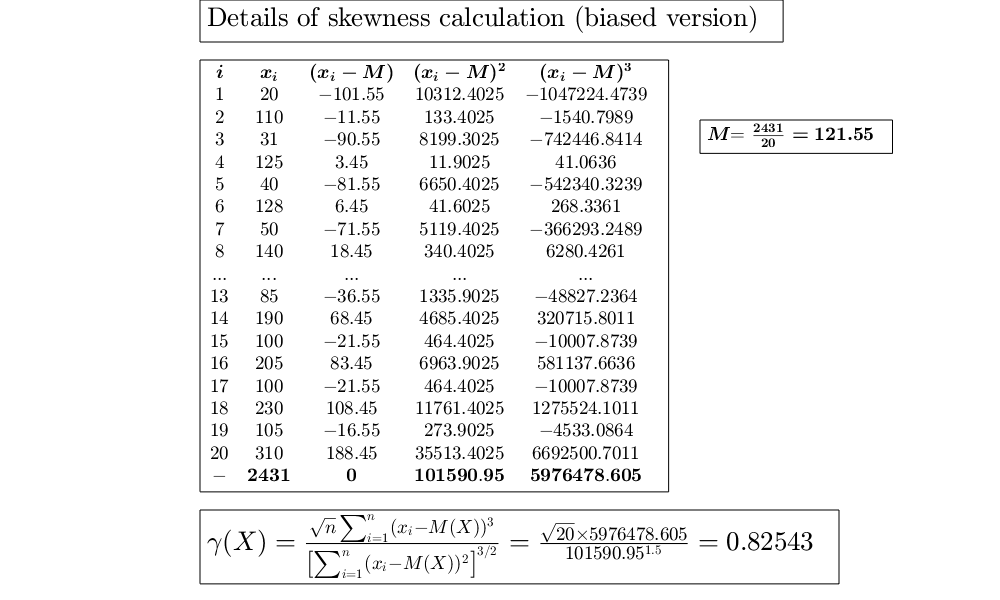 Details of skewness calculation (biased version)
i xᵢ (xᵢ − M) (xᵢ − M)² (xᵢ − M)³
1 20 −101.55 10312.4025 −1047224.4739
2 110 −11.55 133.4025 −1540.7989
3 31 −90.55 8199.3025 −742446.8414
4 125 3.45 11.9025 41.0636
5 40 −81.55 6650.4025 −542340.3239
6 128 6.45 41.6025 268.3361
7 50 −71.55 5119.4025 −366293.2489
8 140 18.45 340.4025 6280.4261
... ... ... ... ...
13 85 −36.55 1335.9025 −48827.2364
14 190 68.45 4685.4025 320715.8011
15 100 −21.55 464.4025 −10007.8739
16 205 83.45 6963.9025 581137.6636
17 100 −21.55 464.4025 −10007.8739
18 230 108.45 11761.4025 1275524.1011
19 105 −16.55 273.9025 −4533.0864
20 310 188.45 35513.4025 6692500.7011
− 2431 0 101590.95 5976478.605
M= 2431/20 = 121.55
γ(X) = √n ∑ⁿᵢ₌₁(xᵢ−M(X))³ / [∑ⁿᵢ₌₁(xᵢ−M(X))²]^3/2 = √20×5976478.605 / 101590.95^1.5 = 0.82543